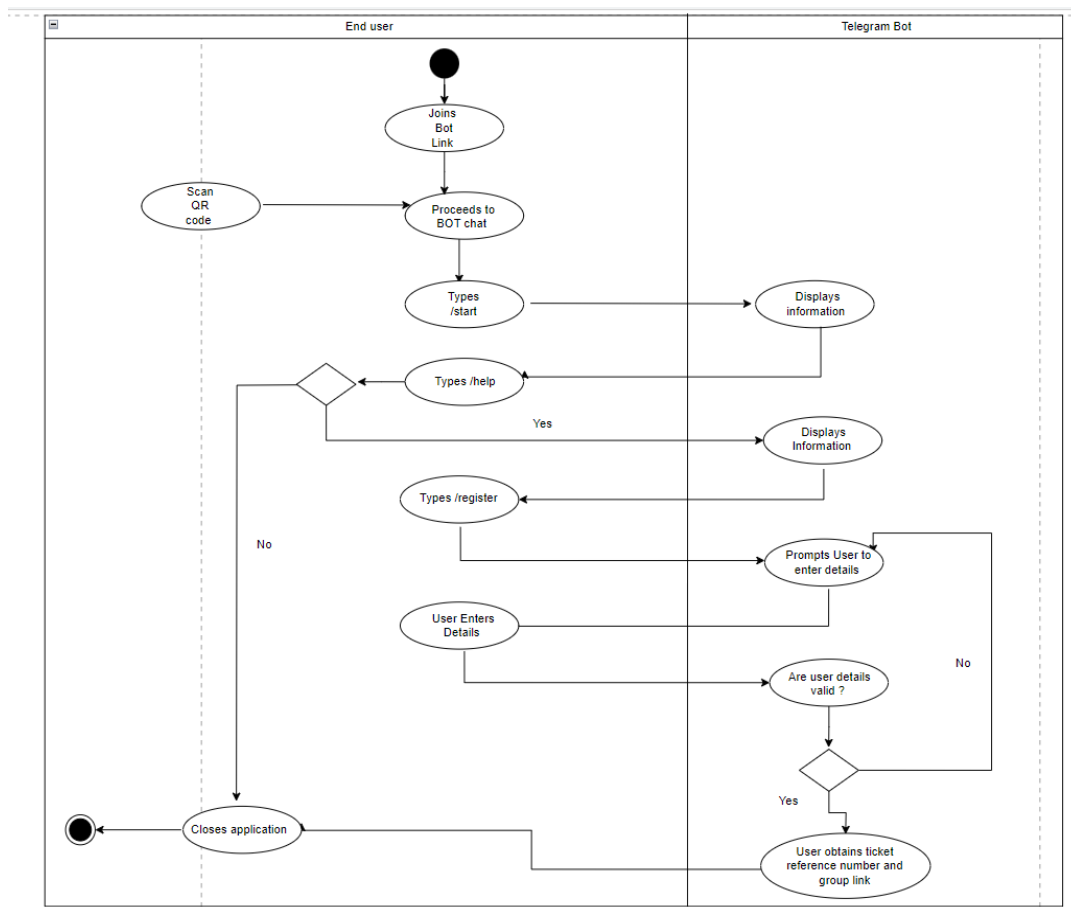 End user
Telegram Bot
Joins
Bot
Link
Scan
QR
code
Proceeds to
BOT chat
Types
/start
Displays
information
Types /help
Yes
Displays
Information
Types /register
No
Prompts User to
enter details
User Enters
Details
No
Are user details
valid ?
Yes
Closes application
User obtains ticket
reference number and
group link